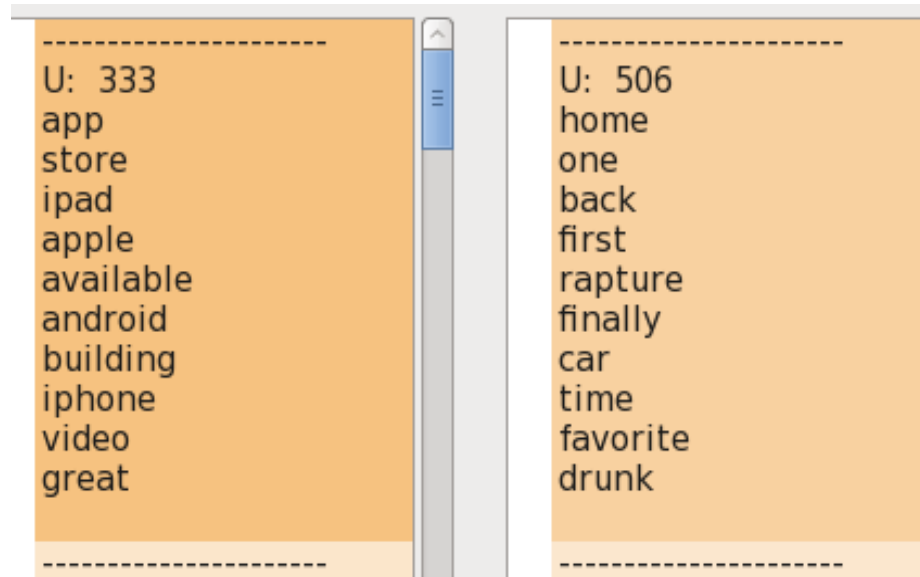 ----------------------
U:  333
app
store
ipad
apple
available
android
building
iphone
video
great
----------------------
----------------------
U:  506
home
one
back
first
rapture
finally
car
time
favorite
drunk
----------------------